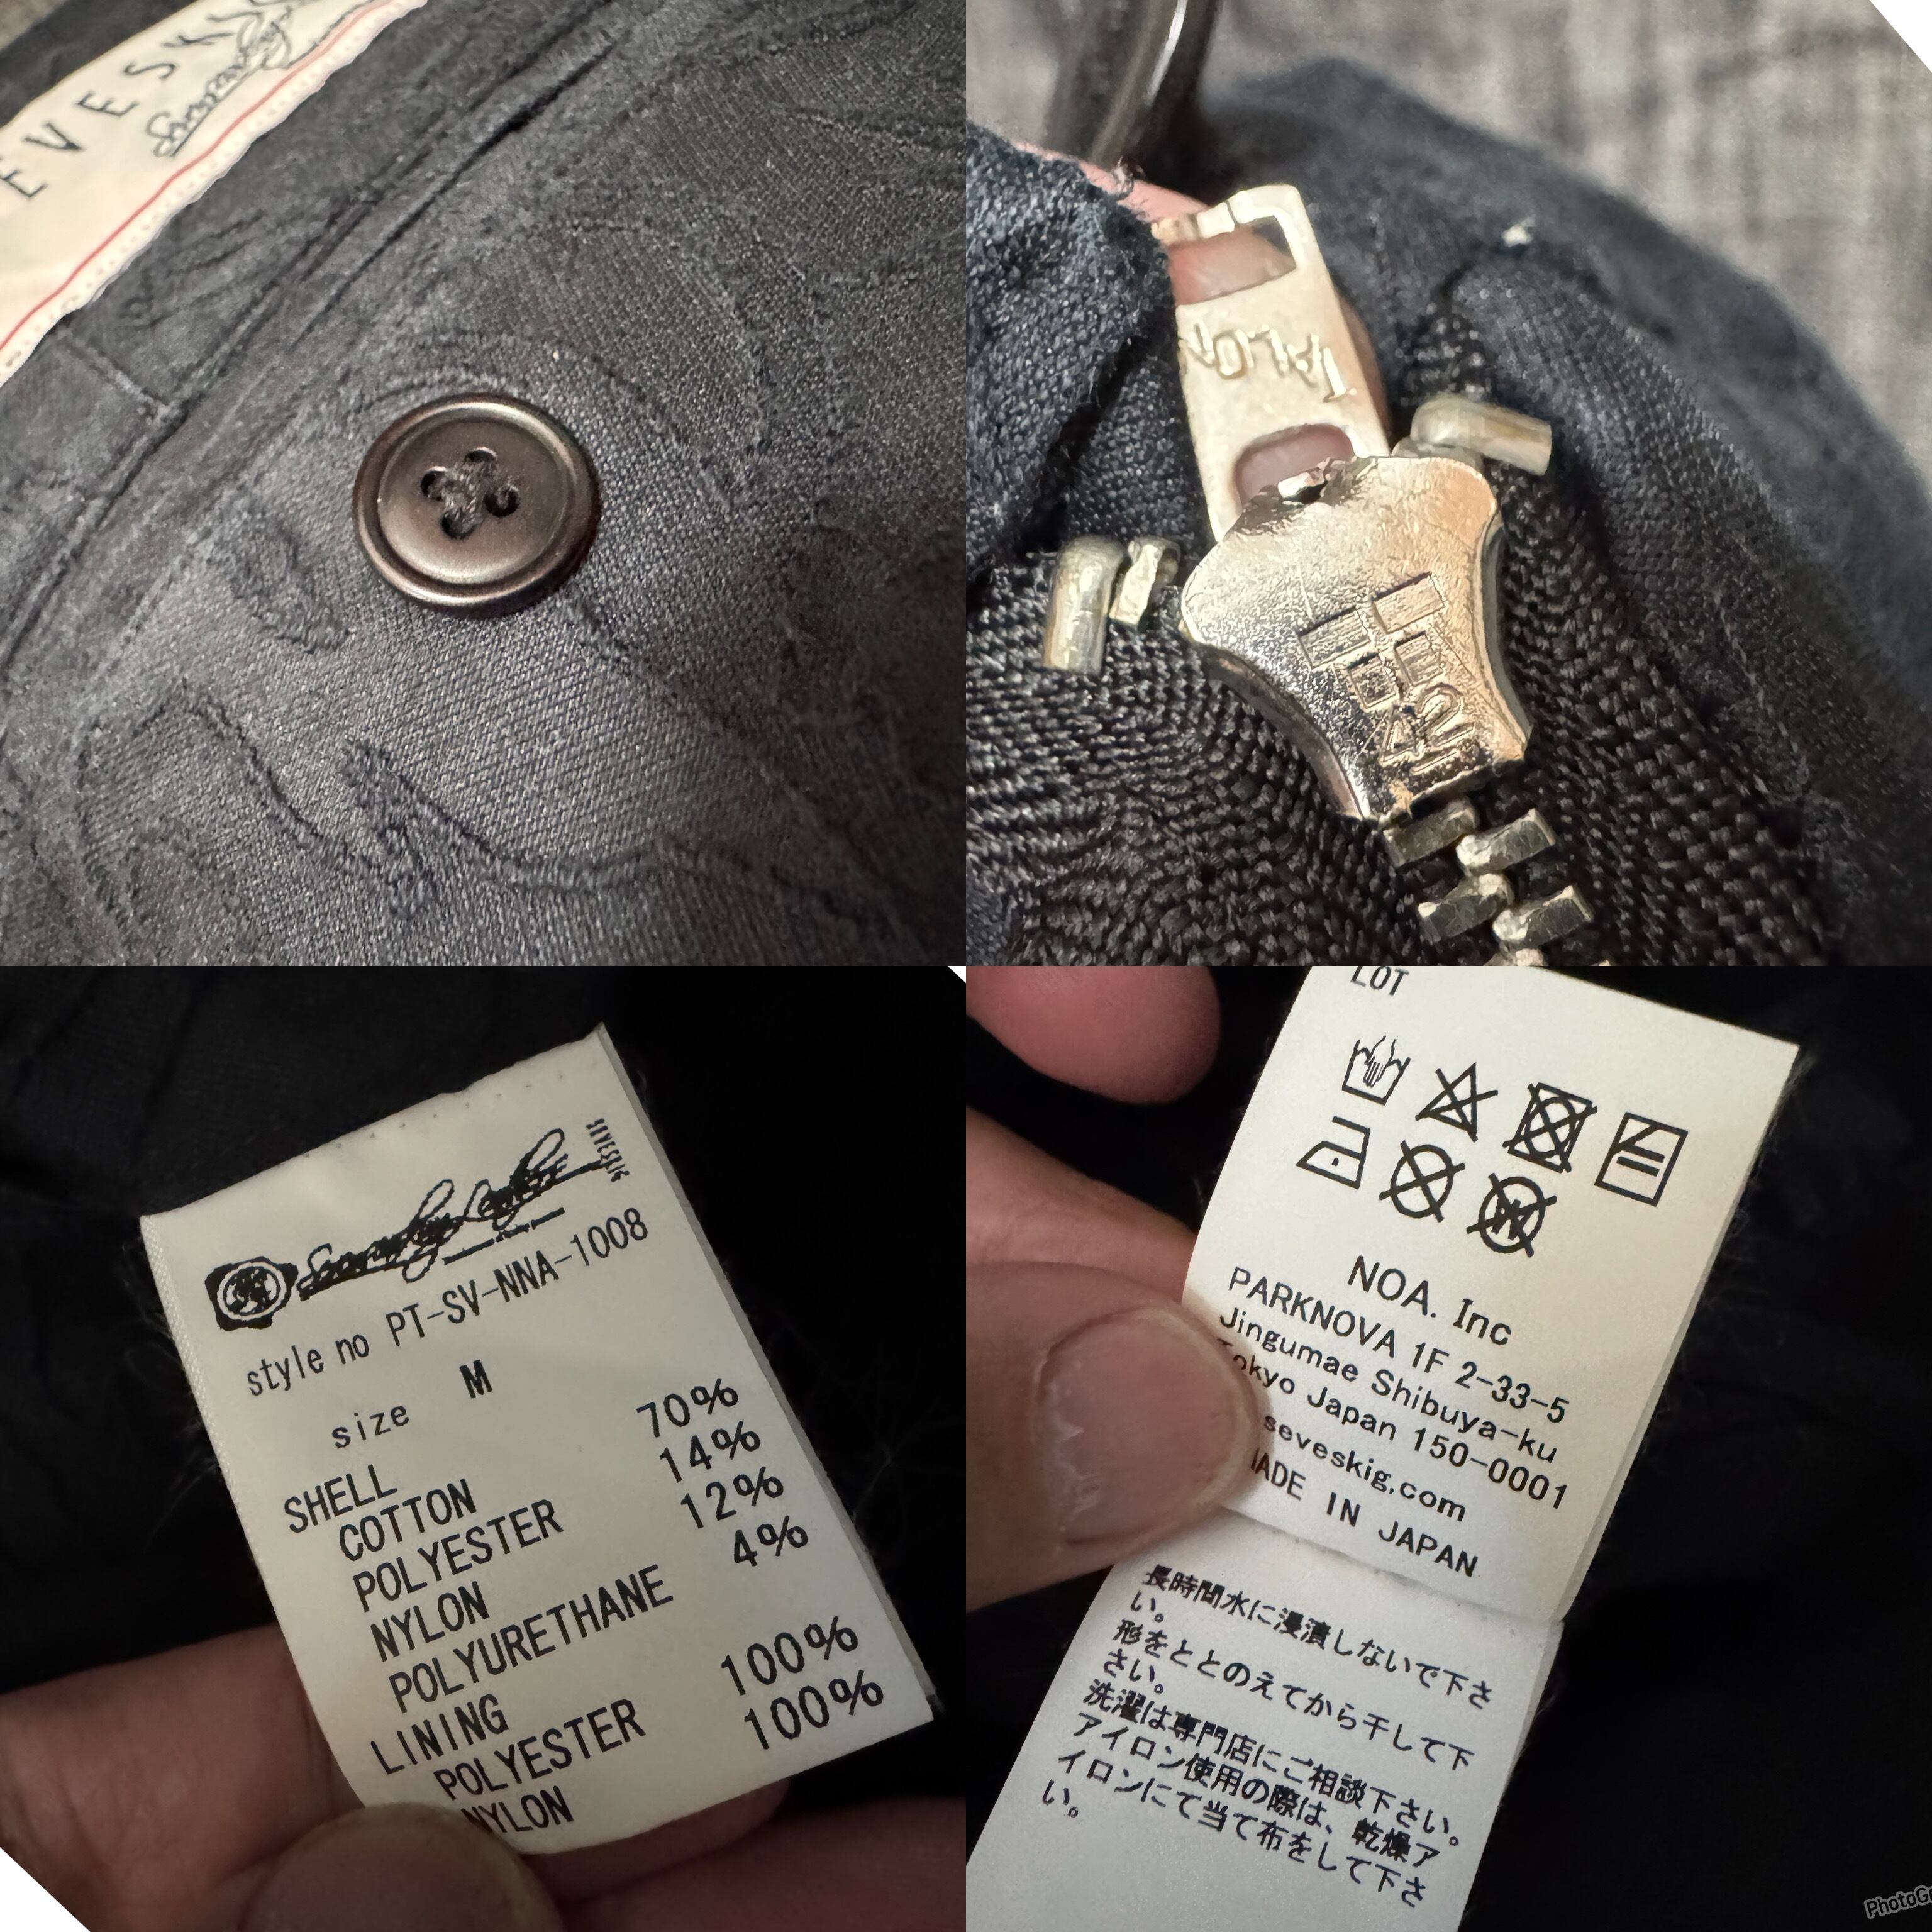 EVESK
TALON
SEVESKIG
style no PT-SV-NNA-1008
size M
SHELL
COTTON 70%
POLYESTER 14%
NYLON 12%
POLYURETHANE 4%
LINING
POLYESTER 100%
NYLON 100%
LOT
W
NOA. Inc
PARKNOVA 1F 2-33-5
Jingumae Shibuya-ku
Tokyo Japan 150-0001
seveskig.com
MADE IN JAPAN
長時間水に浸漬しないで下さ
い。
形をととのえてから干して下
さい。
洗濯は専門店にご相談下さい。
アイロン使用の際は、乾燥ア
イロンにて当て布をして下さ
い。
PhotoG